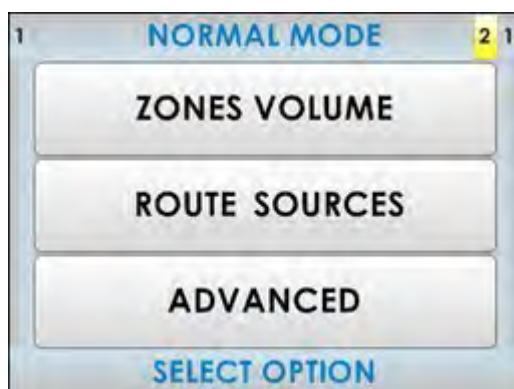 1 NORMAL MODE 2 1
ZONES VOLUME
ROUTE SOURCES
ADVANCED
SELECT OPTION